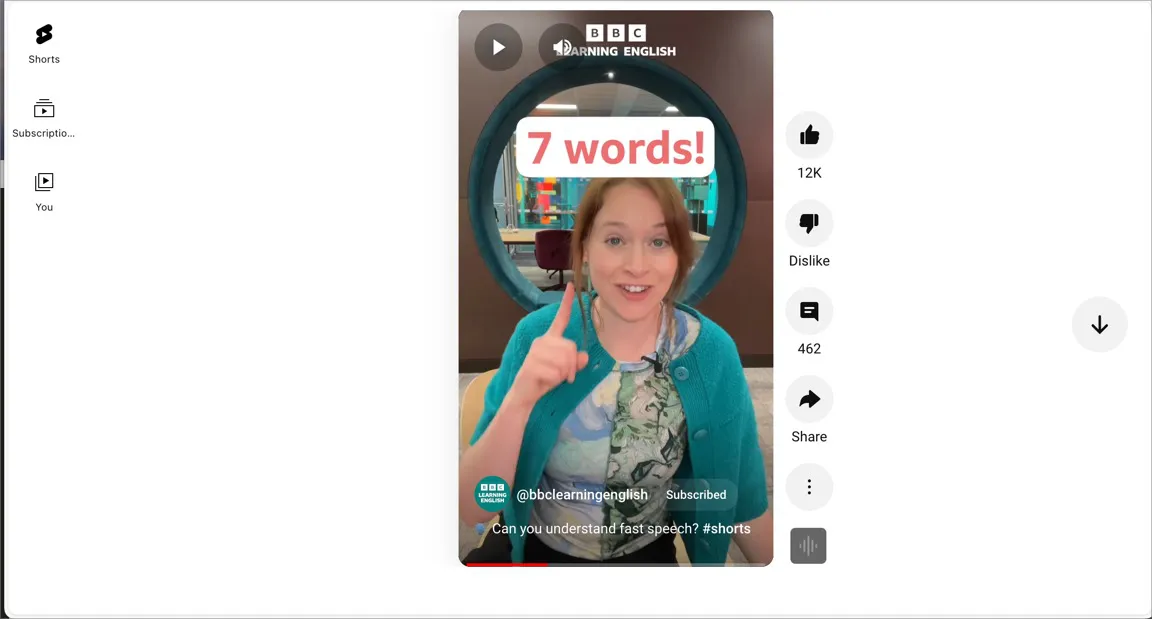 Shorts
Subscriptio...
You
BBC
LEARNING ENGLISH
7 words!
BBC
LEARNING
ENGLISH
@bbclearningenglish
Subscribed
Can you understand fast speech? #shorts
12K
Dislike
462
Share